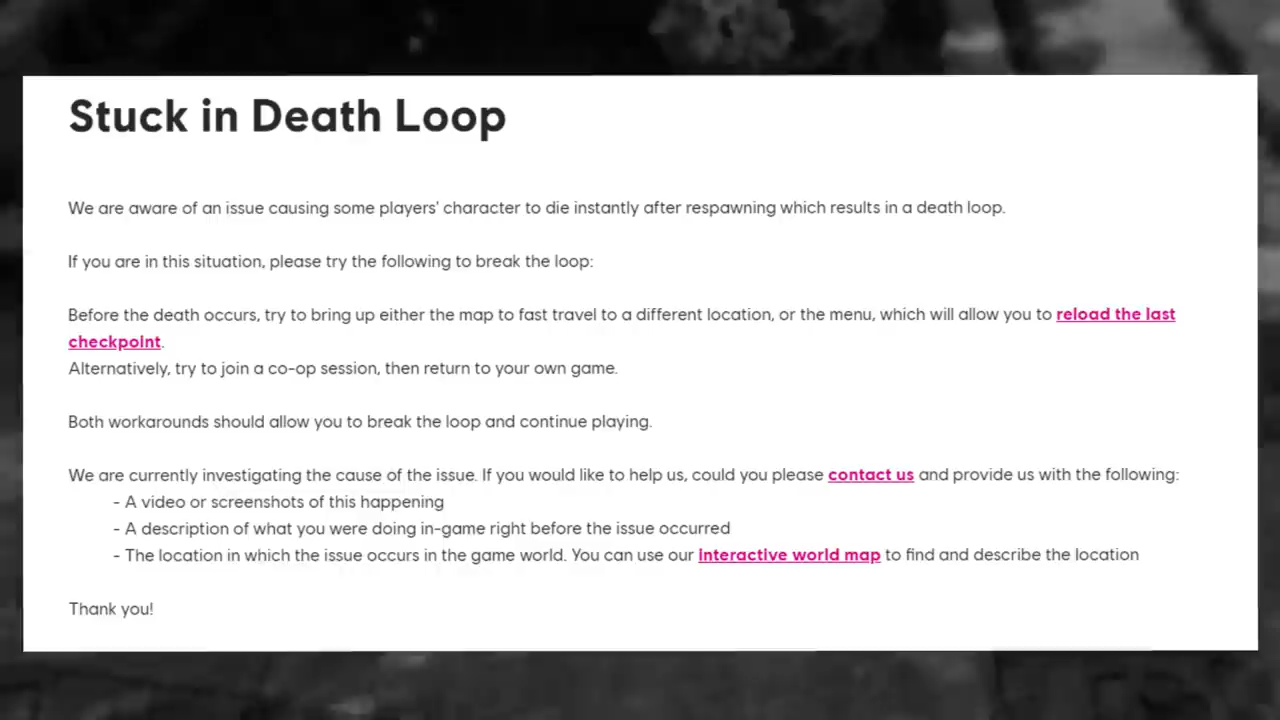 Stuck in Death Loop
We are aware of an issue causing some players' character to die instantly after respawning which results in a death loop.
If you are in this situation, please try the following to break the loop:
Before the death occurs, try to bring up either the map to fast travel to a different location, or the menu, which will allow you to reload the last
checkpoint.
Alternatively, try to join a co-op session, then return to your own game.
Both workarounds should allow you to break the loop and continue playing.
We are currently investigating the cause of the issue. If you would like to help us, could you please contact us and provide us with the following:
- A video or screenshots of this happening
- A description of what you were doing in-game right before the issue occurred
- The location in which the issue occurs in the game world. You can use our interactive world map to find and describe the location
Thank you!